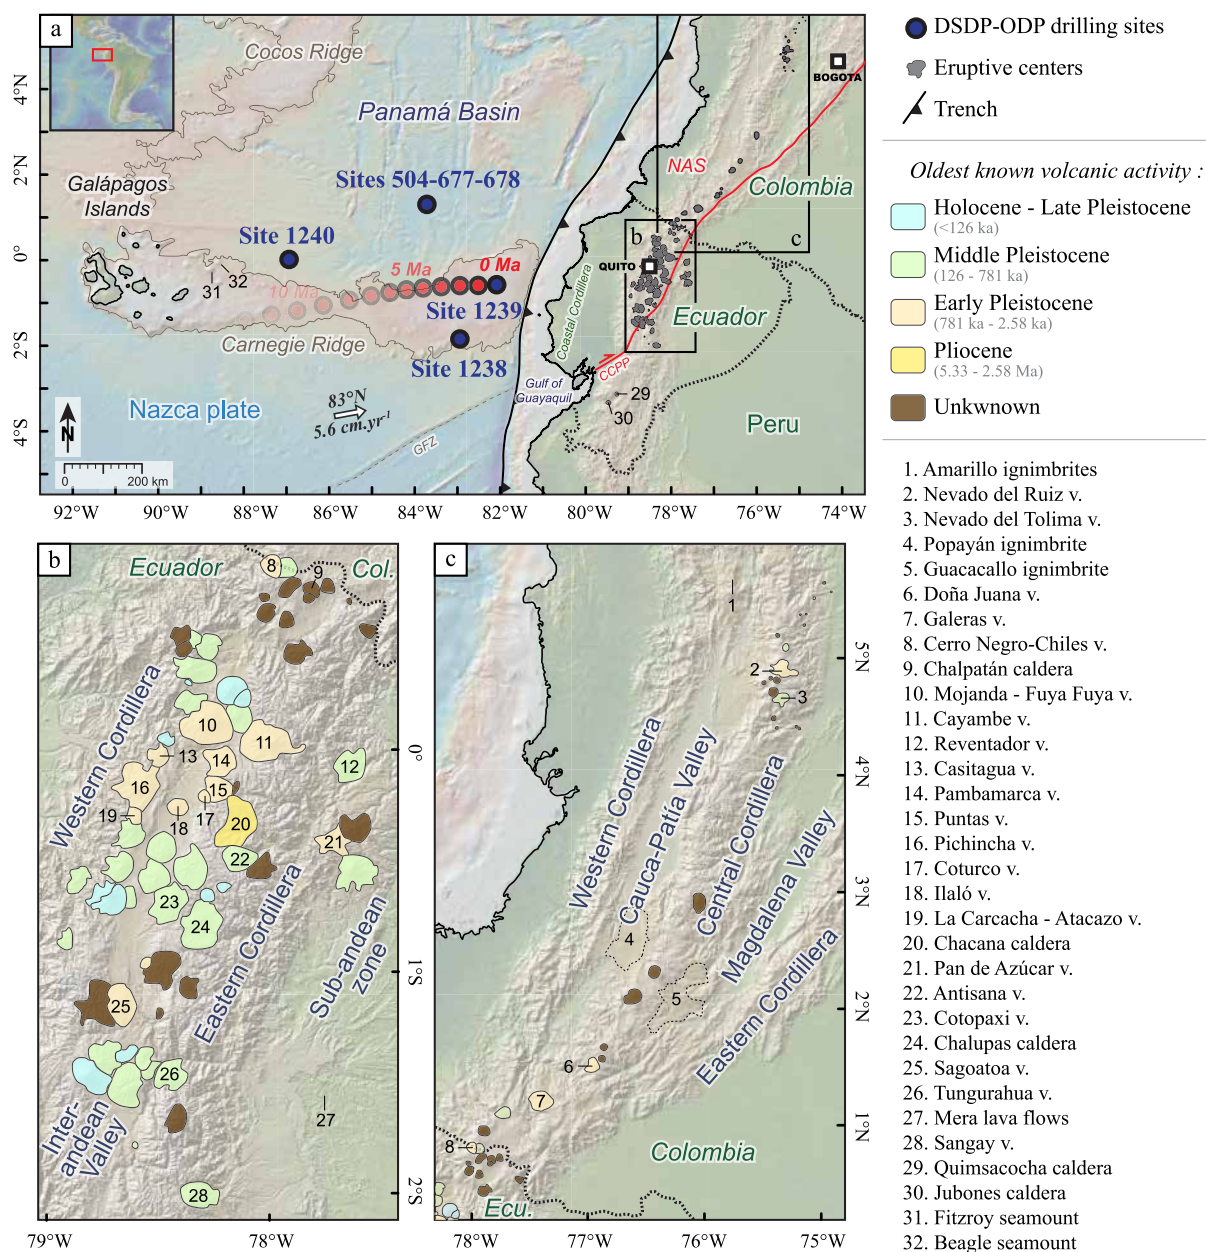 a
Cocos Ridge
Panamá Basin
BOGOTA
4°N
2°N
0°
2°S
4°S
Galápagos
Islands
Sites 504-677-678
Site 1240
NAS
Colombia
b
c
QUITO
5 Ma
0 Ma
10 Ma
31
32
Site 1239
Coastal Cordillera
Ecuador
Carnegie Ridge
Site 1238
CCPP
Gulf of
Guayaquil
29
30
Nazca plate
83°N
5.6 cm.yr-1
GFZ
Peru
N
0
200 km
92°W
90°W
88°W
86°W
84°W
82°W
80°W
78°W
76°W
74°W
DSDP-ODP drilling sites
Eruptive centers
Trench
Oldest known volcanic activity :
Holocene - Late Pleistocene
(<126 ka)
Middle Pleistocene
(126 - 781 ka)
Early Pleistocene
(781 ka - 2.58 ka)
Pliocene
(5.33 - 2.58 Ma)
Unkwnown
1. Amarillo ignimbrites
2. Nevado del Ruiz v.
3. Nevado del Tolima v.
4. Popayán ignimbrite
5. Guacacallo ignimbrite
6. Doña Juana v.
7. Galeras v.
8. Cerro Negro-Chiles v.
9. Chalpatán caldera
10. Mojanda - Fuya Fuya v.
11. Cayambe v.
12. Reventador v.
13. Casitagua v.
14. Pambamarca v.
15. Puntas v.
16. Pichincha v.
17. Coturco v.
18. Ilaló v.
19. La Carcacha - Atacazo v.
20. Chacana caldera
21. Pan de Azúcar v.
22. Antisana v.
23. Cotopaxi v.
24. Chalupas caldera
25. Sagoatoa v.
26. Tungurahua v.
27. Mera lava flows
28. Sangay v.
29. Quimsacocha caldera
30. Jubones caldera
31. Fitzroy seamount
32. Beagle seamount
b
Ecuador
8
9
Col.
Western Cordillera
10
11
13
14
12
16
15
19
18
17
20
21
22
23
24
Eastern Cordillera
Sub-andean
zone
25
26
27
Inter-
andean
Valley
28
0°
1°S
2°S
79°W
78°W
c
1
2
3
Western Cordillera
Cauca-Patía Valley
Central Cordillera
Magdalena Valley
Eastern Cordillera
4
5
6
7
8
Colombia
Ecu.
5°N
4°N
3°N
2°N
1°N
78°W
77°W
76°W
75°W